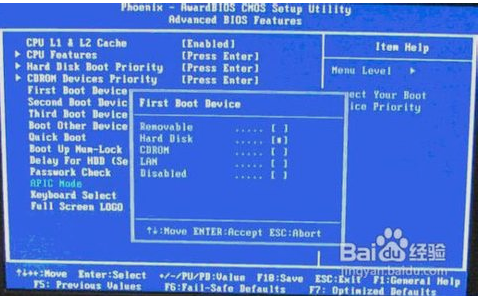 Phoenix - AwardBIOS CMOS Setup Utility
Advanced BIOS Features
CPU L1 & L2 Cache [Enabled]
▶ CPU Features [Press Enter]
▶ Hard Disk Boot Priority [Press Enter]
▶ CDROM Devices Priority [Press Enter]
First Boot Device
Second Boot Devic
Third Boot Device
Boot Other Device
Quick Boot
Boot Up Num-Lock
Delay For HDD (Se
Password Check
APIC Mode
Keyboard Select
Full Screen LOGO
First Boot Device
Removable ..... [ ]
Hard Disk ..... [■]
CDROM ..... [ ]
LAN ..... [ ]
Disabled ..... [ ]
↑↓:Move ENTER:Accept ESC:Abort
Item Help
Menu Level ▶
ect Your Boot
ice Priority
↑↓→←:Move Enter:Select +/-/PU/PD:Value F10:Save ESC:Exit F1:General Help
F5: Previous Values F6:Fail-Safe Defaults F7: Optimized Defaults
Baidu 经验
jingyan.baidu.com